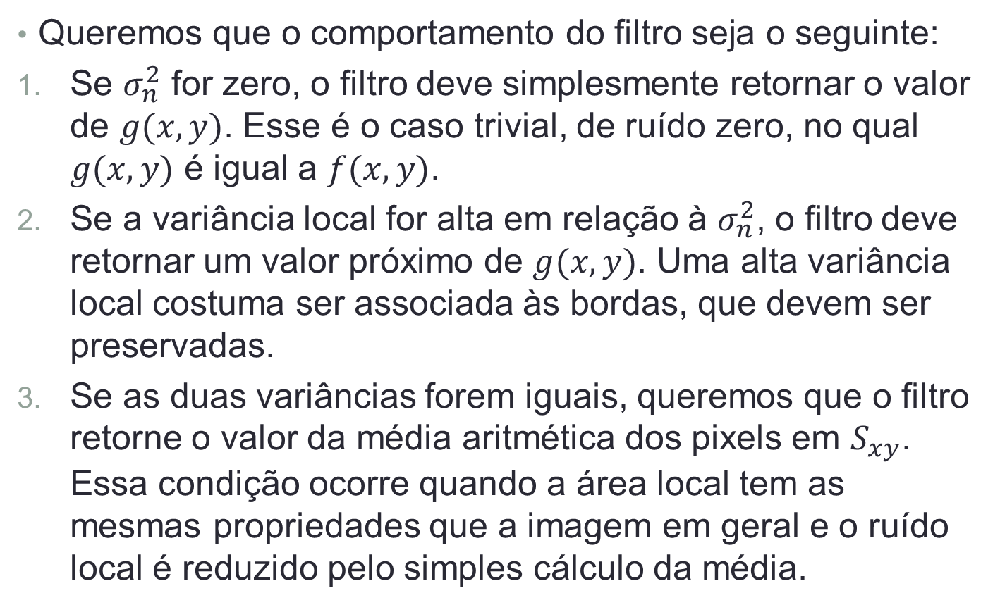 • Queremos que o comportamento do filtro seja o seguinte:
1. Se σₙ² for zero, o filtro deve simplesmente retornar o valor
de g(x, y). Esse é o caso trivial, de ruído zero, no qual
g(x, y) é igual a f(x, y).
2. Se a variância local for alta em relação à σₙ², o filtro deve
retornar um valor próximo de g(x, y). Uma alta variância
local costuma ser associada às bordas, que devem ser
preservadas.
3. Se as duas variâncias forem iguais, queremos que o filtro
retorne o valor da média aritmética dos pixels em S_{xy}.
Essa condição ocorre quando a área local tem as
mesmas propriedades que a imagem em geral e o ruído
local é reduzido pelo simples cálculo da média.